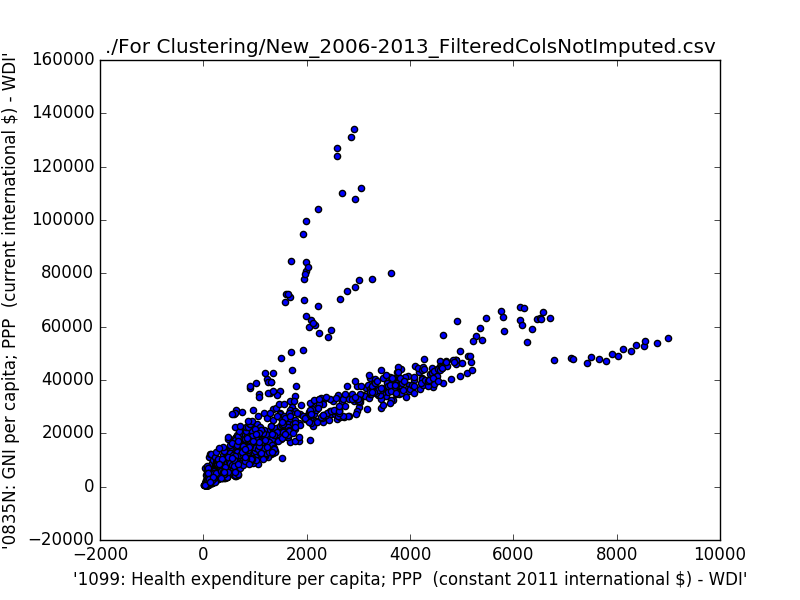 ./For Clustering/New_2006-2013_FilteredColsNotImputed.csv
'0835N: GNI per capita; PPP  (current international $) - WDI'
160000
140000
120000
100000
80000
60000
40000
20000
0
−20000
−2000 0 2000 4000 6000 8000 10000
'1099: Health expenditure per capita; PPP  (constant 2011 international $) - WDI'